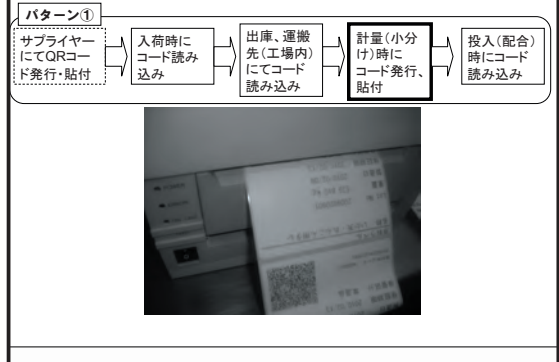 パターン①
サプライヤー
にてQRコー
ド発行・貼付
入荷時に
コード読み
込み
出庫、運搬
先(工場内)
にてコード
読み込み
計量(小分
け)時に
コード発行、
貼付
投入(配合)
時にコード
読み込み